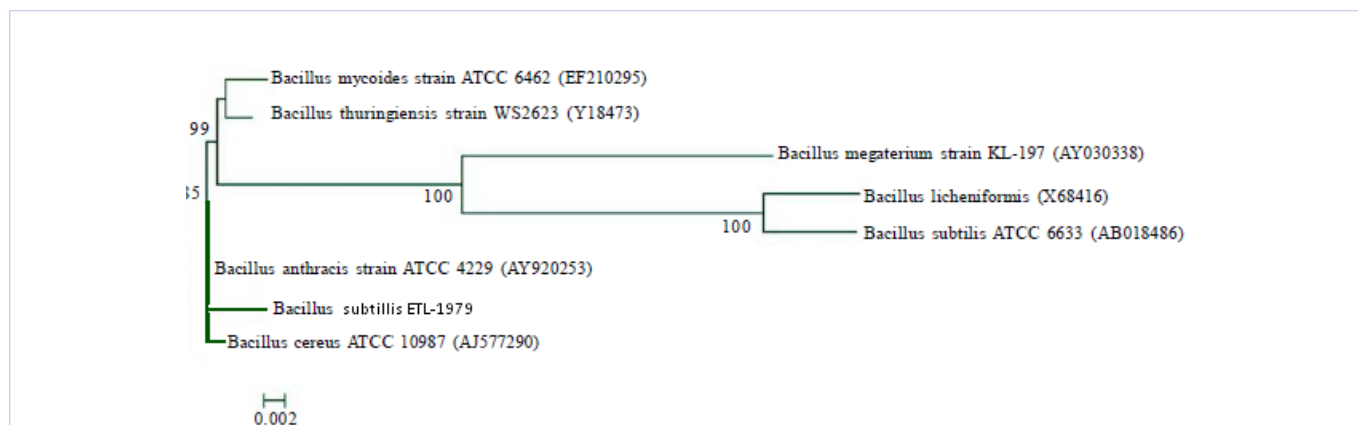 Bacillus mycoides strain ATCC 6462 (EF210295)
Bacillus thuringiensis strain WS2623 (Y18473)
99
Bacillus megaterium strain KL-197 (AY030338)
35
100
Bacillus licheniformis (X68416)
100
Bacillus subtilis ATCC 6633 (AB018486)
Bacillus anthracis strain ATCC 4229 (AY920253)
Bacillus subtillis ETL-1979
Bacillus cereus ATCC 10987 (AJ577290)
0.002